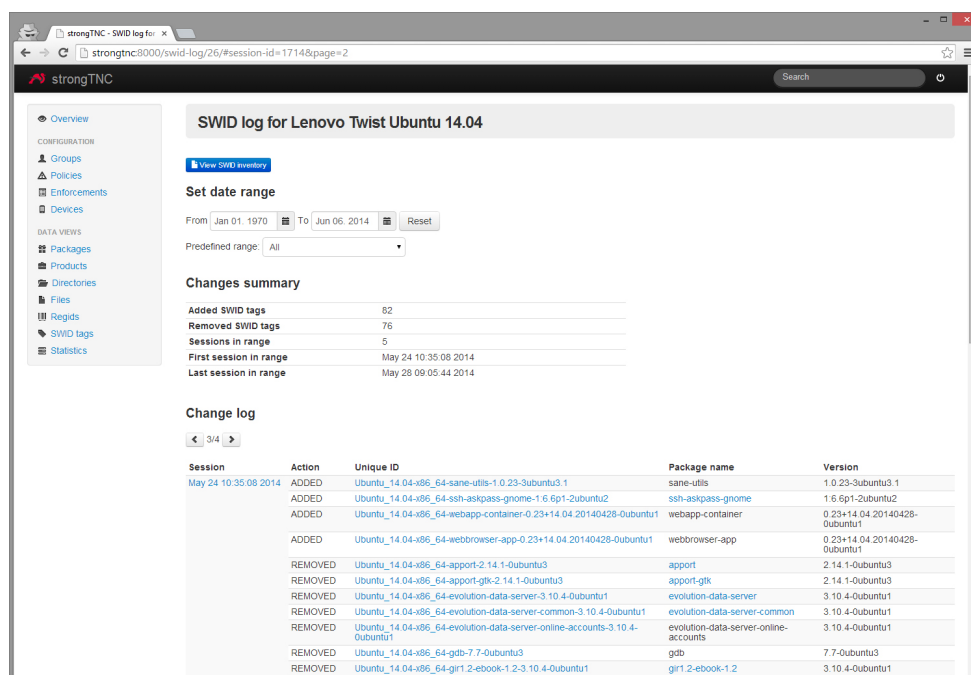 strongTNC - SWID log for
strongtnc:8000/swid-log/26/#session-id=1714&page=2
strongTNC
Search
Overview
CONFIGURATION
Groups
Policies
Enforcements
Devices
DATA VIEWS
Packages
Products
Directories
Files
Regids
SWID tags
Statistics
SWID log for Lenovo Twist Ubuntu 14.04
View SWID inventory
Set date range
From Jan 01. 1970 To Jun 06. 2014 Reset
Predefined range: All
Changes summary
Added SWID tags 82
Removed SWID tags 76
Sessions in range 5
First session in range May 24 10:35:08 2014
Last session in range May 28 09:05:44 2014
Change log
3/4
Session Action Unique ID Package name Version
May 24 10:35:08 2014 ADDED Ubuntu_14.04-x86_64-sane-utils-1.0.23-3ubuntu3.1 sane-utils 1.0.23-3ubuntu3.1
ADDED Ubuntu_14.04-x86_64-ssh-askpass-gnome-1:6.6p1-2ubuntu2 ssh-askpass-gnome 1:6.6p1-2ubuntu2
ADDED Ubuntu_14.04-x86_64-webapp-container-0.23+14.04.20140428-0ubuntu1 webapp-container 0.23+14.04.20140428-
0ubuntu1
ADDED Ubuntu_14.04-x86_64-webbrowser-app-0.23+14.04.20140428-0ubuntu1 webbrowser-app 0.23+14.04.20140428-
0ubuntu1
REMOVED Ubuntu_14.04-x86_64-apport-2.14.1-0ubuntu3 apport 2.14.1-0ubuntu3
REMOVED Ubuntu_14.04-x86_64-apport-gtk-2.14.1-0ubuntu3 apport-gtk 2.14.1-0ubuntu3
REMOVED Ubuntu_14.04-x86_64-evolution-data-server-3.10.4-0ubuntu1 evolution-data-server 3.10.4-0ubuntu1
REMOVED Ubuntu_14.04-x86_64-evolution-data-server-common-3.10.4-0ubuntu1 evolution-data-server-common 3.10.4-0ubuntu1
REMOVED Ubuntu_14.04-x86_64-evolution-data-server-online-accounts-3.10.4- evolution-data-server-online- 3.10.4-0ubuntu1
0ubuntu1 accounts
REMOVED Ubuntu_14.04-x86_64-gdb-7.7-0ubuntu3 gdb 7.7-0ubuntu3
REMOVED Ubuntu_14.04-x86_64-gir1.2-ebook-1.2-3.10.4-0ubuntu1 gir1.2-ebook-1.2 3.10.4-0ubuntu1